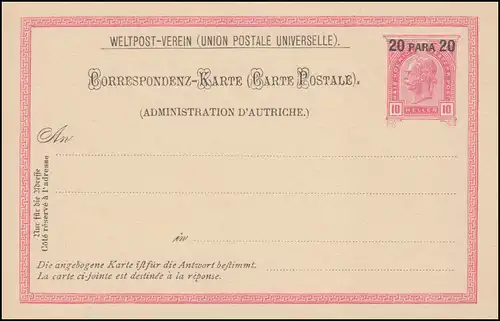 WELTPOST-VEREIN (UNION POSTALE UNIVERSELLE).
20 PARA 20
CORRESPONDENZ-KARTE (CARTE POSTALE).
(ADMINISTRATION D'AUTRICHE.)
10 HELLER 10
An
Nur für die Adresse
Côté réservé à l'adresse
in
Die angebogene Karte ist für die Antwort bestimmt.
La carte ci-jointe est destinée à la réponse.